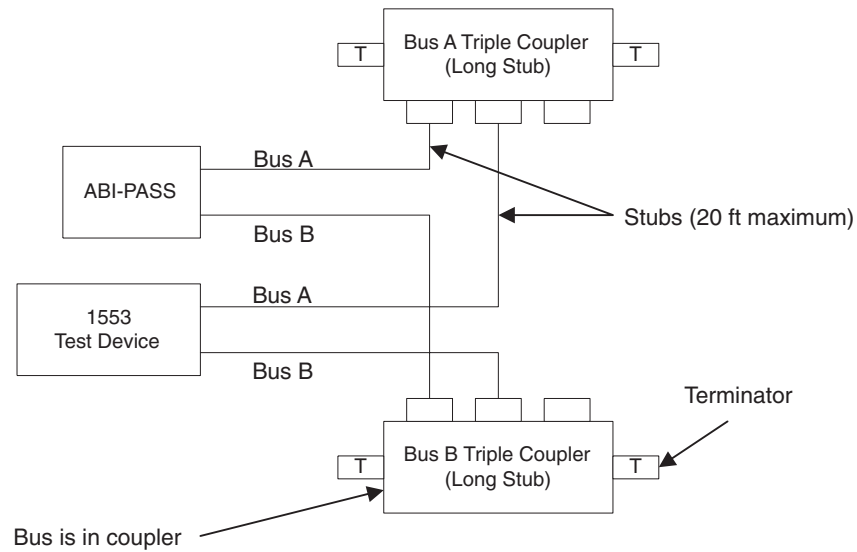 Bus A Triple Coupler
(Long Stub)
T
T
Bus A
ABI-PASS
Bus B
Stubs (20 ft maximum)
Bus A
1553
Test Device
Bus B
Terminator
Bus B Triple Coupler
(Long Stub)
T
T
Bus is in coupler